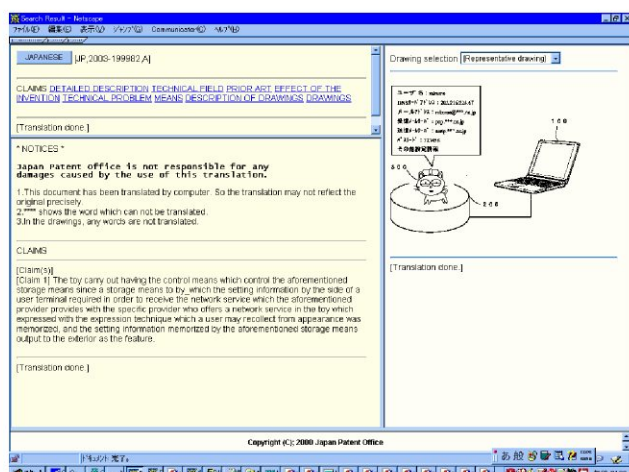 Search Result - Netscape
ファイル(F) 編集(E) 表示(V) ジャンプ(G) Communicator(C) ヘルプ(H)
JAPANESE [JP,2003-199982,A]
CLAIMS DETAILED DESCRIPTION TECHNICAL FIELD PRIOR ART EFFECT OF THE
INVENTION TECHNICAL PROBLEM MEANS DESCRIPTION OF DRAWINGS DRAWINGS
[Translation done.]
* NOTICES *
Japan Patent Office is not responsible for any
damages caused by the use of this translation.
1.This document has been translated by computer. So the translation may not reflect the
original precisely.
2.**** shows the word which can not be translated.
3.In the drawings, any words are not translated.
CLAIMS
[Claim(s)]
[Claim 1] The toy carry out having the control means which control the aforementioned
storage means since a storage means to by_which the setting information by the side of a
user terminal required in order to receive the network service which the aforementioned
provider provides with the specific provider who offers a network service in the toy which
expressed with the expression technique which a user may recollect from appearance was
memorized, and the setting information memorized by the aforementioned storage means
output to the exterior as the feature.
[Translation done.]
Drawing selection [Representative drawing]
100
200
[Translation done.]
Copyright (C); 2000 Japan Patent Office
ドキュメント:完了。
あ 般